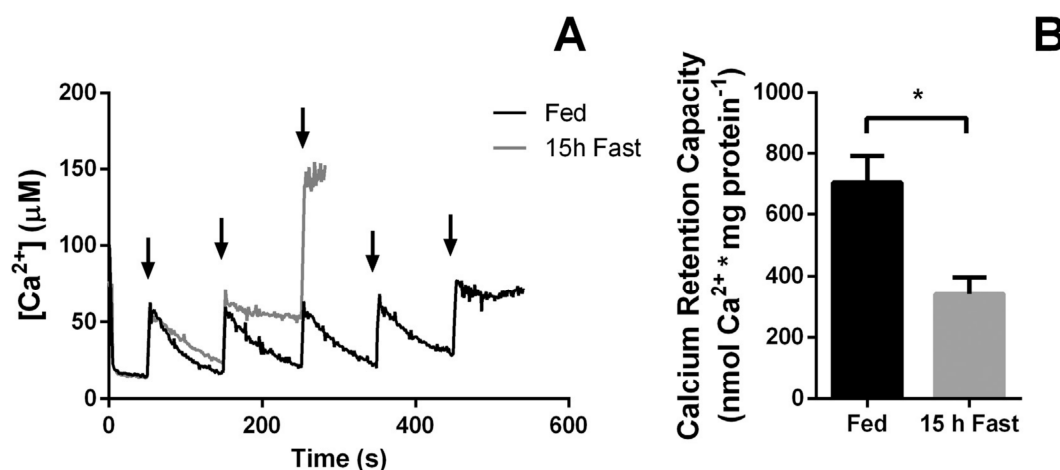 A
[Ca²⁺] (μM)
200
150
100
50
0
0
200
400
600
Time (s)
Fed
15h Fast
B
Calcium Retention Capacity
(nmol Ca²⁺ * mg protein⁻¹)
1000
800
600
400
200
0
*
Fed
15 h Fast